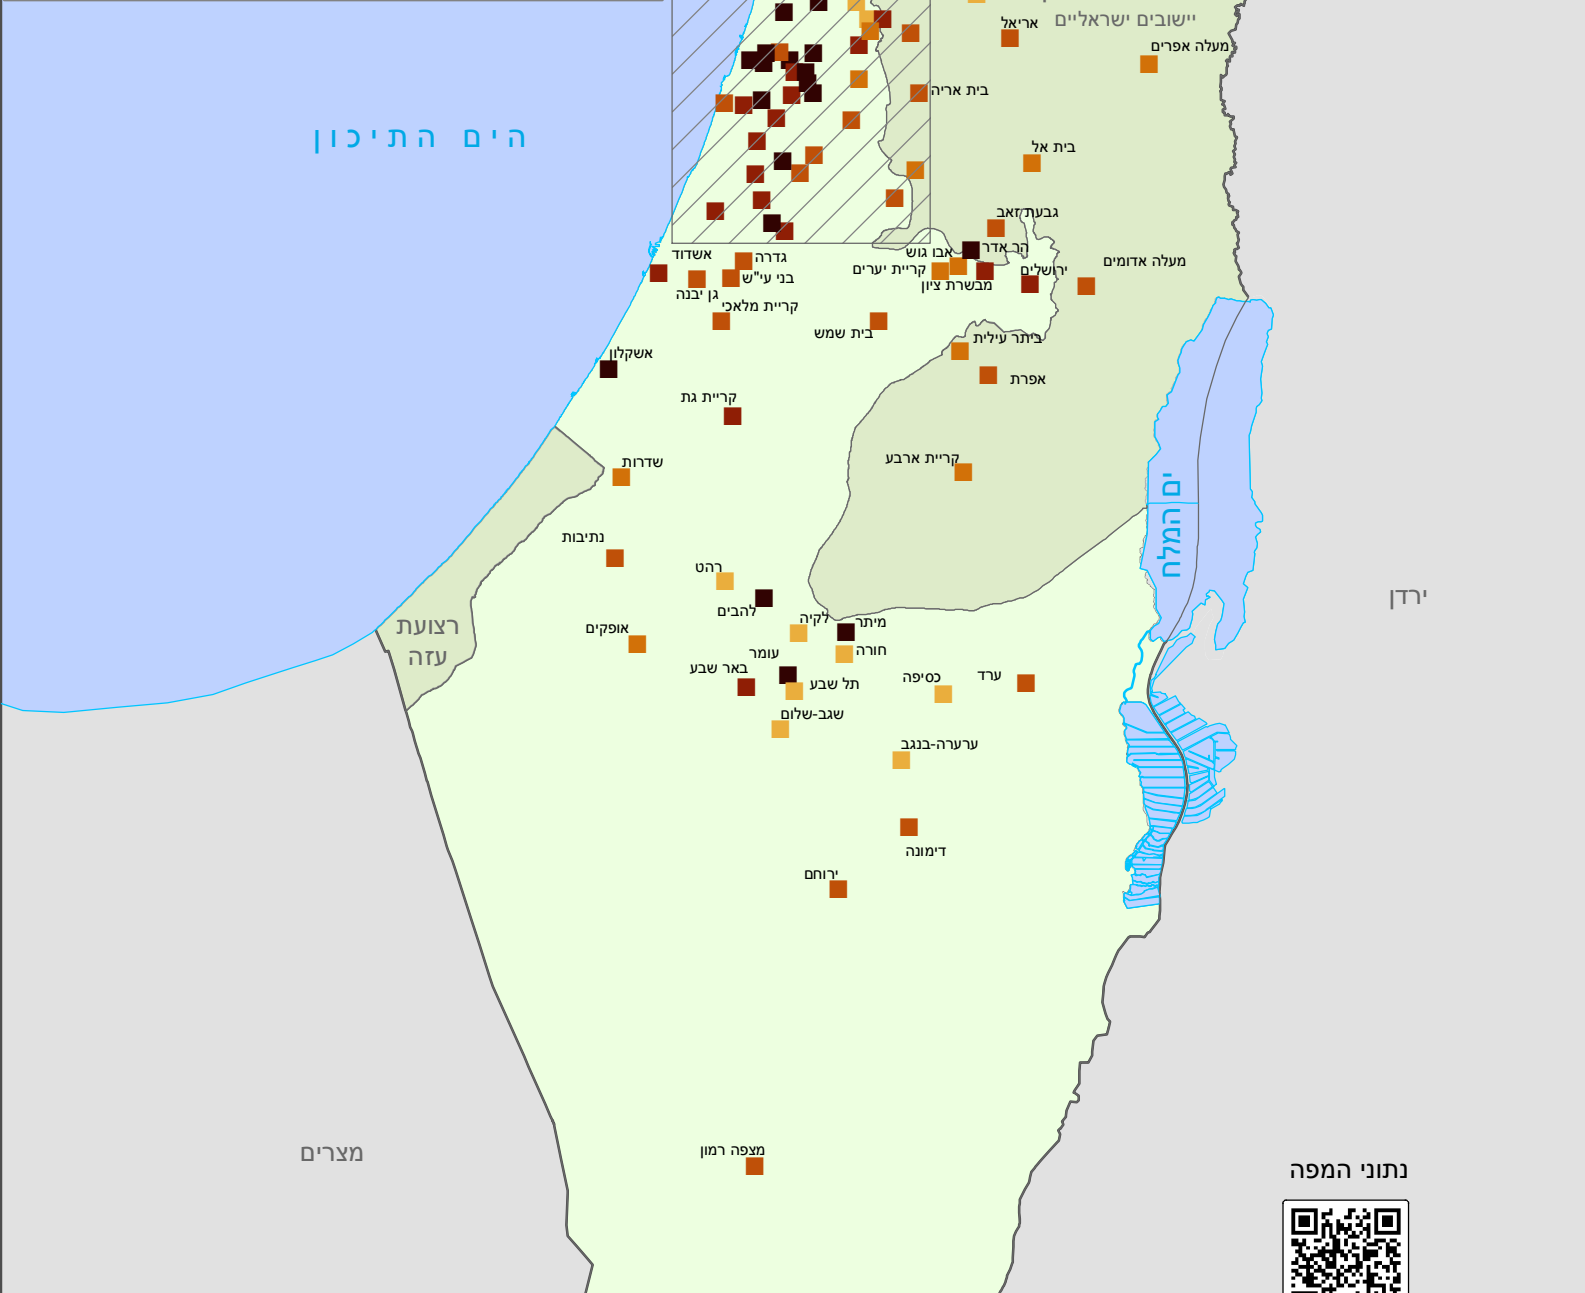 אריאל
יישובים ישראליים
מעלה אפרים
בית אריה
הים התיכון
בית אל
גבעת זאב
הר אדר
אבו גוש
אשדוד
גדרה
קריית יערים
ירושלים
מעלה אדומים
בני עי"ש
מבשרת ציון
גן יבנה
קריית מלאכי
בית שמש
ביתר עילית
אשקלון
אפרת
קריית גת
קריית ארבע
שדרות
ים המלח
נתיבות
רהט
ירדן
להבים
לקיה
מיתר
רצועת
עזה
אופקים
חורה
עומר
באר שבע
תל שבע
כסיפה
ערד
שגב-שלום
ערערה-בנגב
דימונה
ירוחם
מצפה רמון
מצרים
נתוני המפה